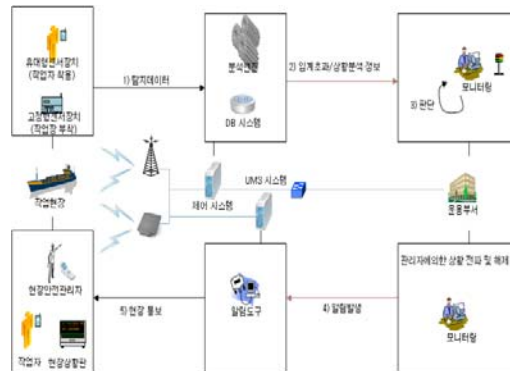 휴대형센서장치
(작업자 착용)
고정형센서장치
(작업장 부착)
1) 탐지데이터
분석엔진
DB 시스템
2) 임계초과/상황분석 정보
모니터링
3) 판단
작업현장
제어 시스템
UMS 시스템
운용부서
현장안전관리자
작업자
현장상황판
5) 현장 통보
알람도구
4) 알람발생
관리자에의한 상황 전파 및 해제
모니터링